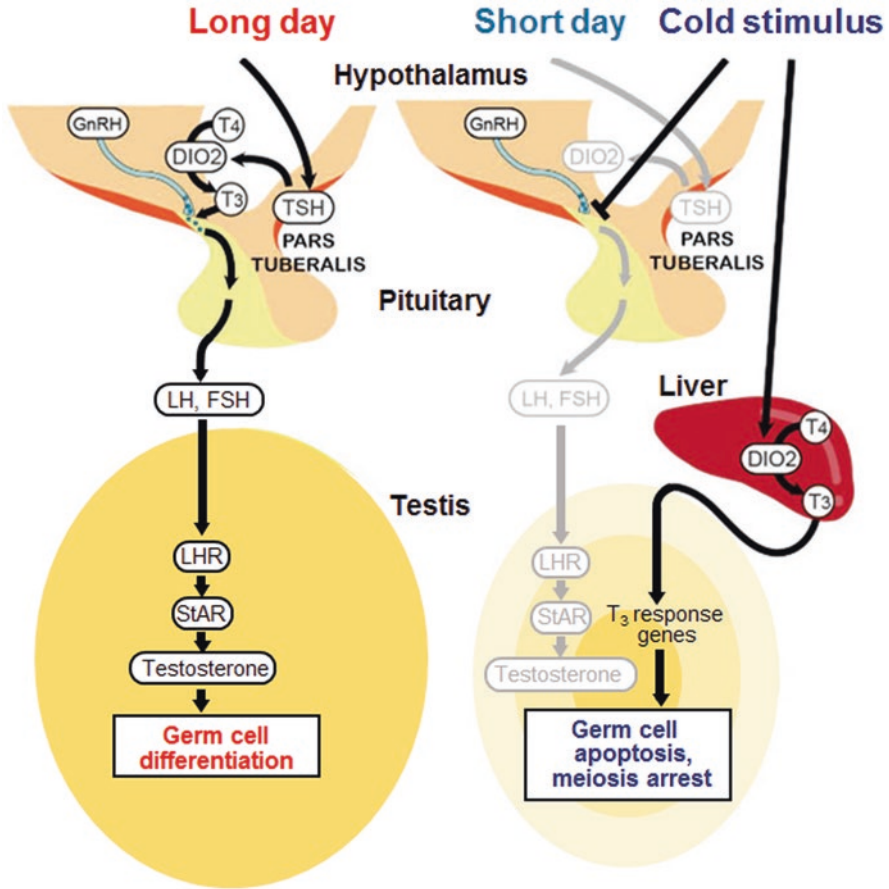 Long day
Short day
Cold stimulus
Hypothalamus
GnRH
T4
DIO2
T3
TSH
PARS
TUBERALIS
GnRH
DIO2
TSH
PARS
TUBERALIS
Pituitary
LH, FSH
LH, FSH
Liver
T4
DIO2
T3
Testis
LHR
StAR
Testosterone
Germ cell
differentiation
LHR
StAR
Testosterone
T3 response
genes
Germ cell
apoptosis,
meiosis arrest